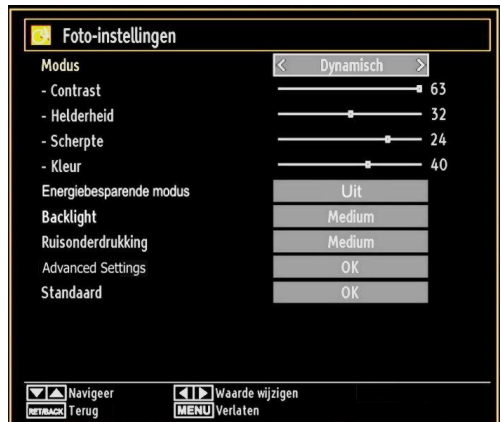 Foto-instellingen
Modus < Dynamisch >
- Contrast 63
- Helderheid 32
- Scherpte 24
- Kleur 40
Energiebesparende modus Uit
Backlight Medium
Ruisonderdrukking Medium
Advanced Settings OK
Standaard OK
Navigeer Waarde wijzigen
RET/BACK Terug MENU Verlaten